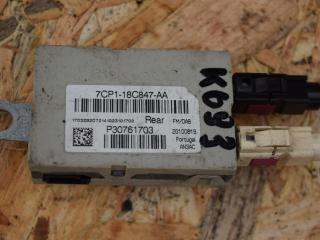 7CP1-18C847-AA
Rear FM/DAB
P30761703 20100819
Portugal
K693